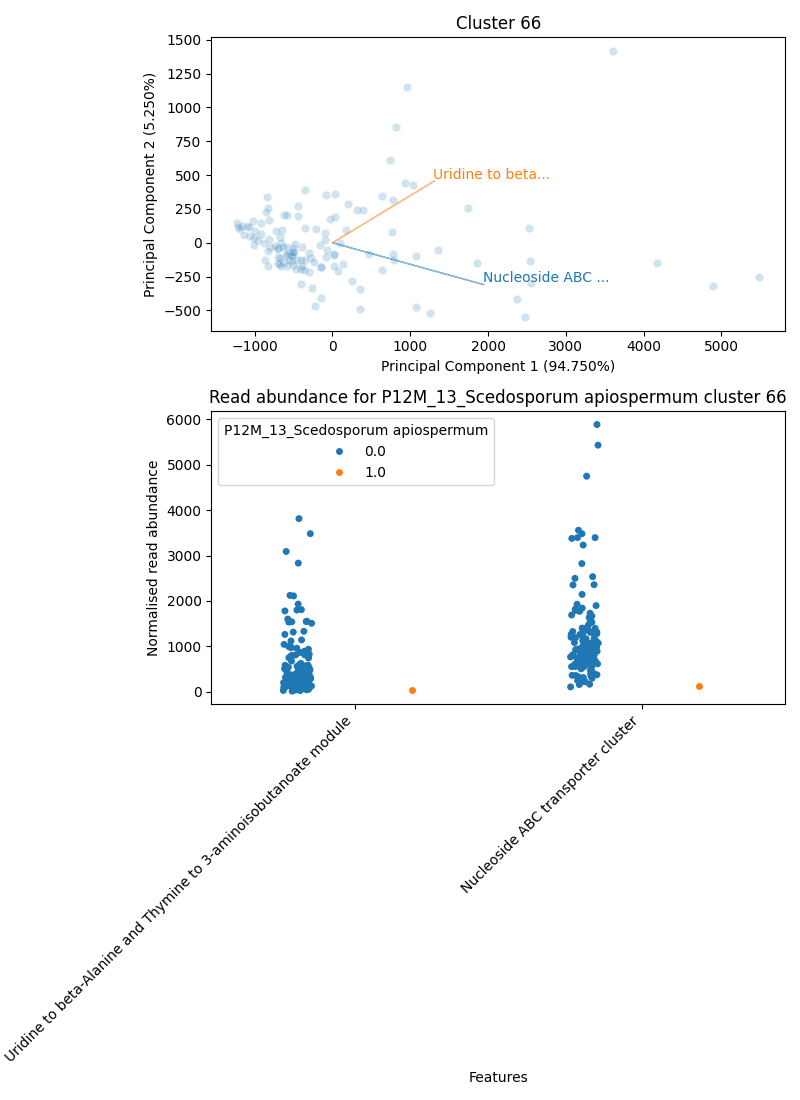 Cluster 66
1500
1250
1000
750
500
250
0
−250
−500
Principal Component 2 (5.250%)
Uridine to beta...
Nucleoside ABC ...
−1000 0 1000 2000 3000 4000 5000
Principal Component 1 (94.750%)
Read abundance for P12M_13_Scedosporum apiospermum cluster 66
P12M_13_Scedosporum apiospermum
0.0
1.0
6000
5000
4000
3000
2000
1000
0
Normalised read abundance
Uridine to beta-Alanine and Thymine to 3-aminoisobutanoate module
Nucleoside ABC transporter cluster
Features